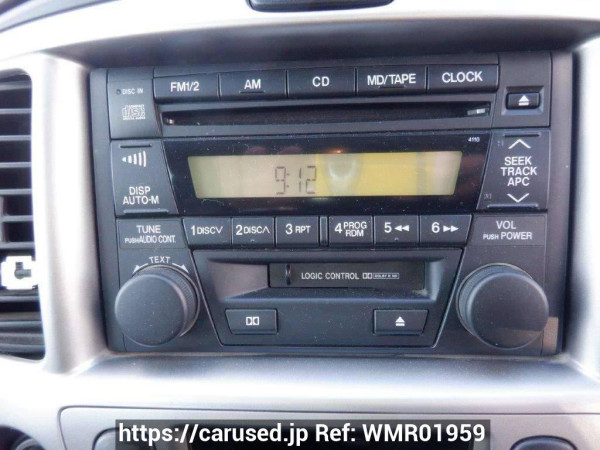 FM1/2 AM CD MD/TAPE CLOCK
DISC IN
4710
9:12
DISP
AUTO-M
SEEK
TRACK
APC
TUNE
PUSH AUDIO CONT.
1 DISC∨ 2 DISC∧ 3 RPT 4 PROG RDM 5 ◀◀ 6 ▶▶
VOL
PUSH POWER
TEXT
LOGIC CONTROL
https://carused.jp Ref: WMR01959